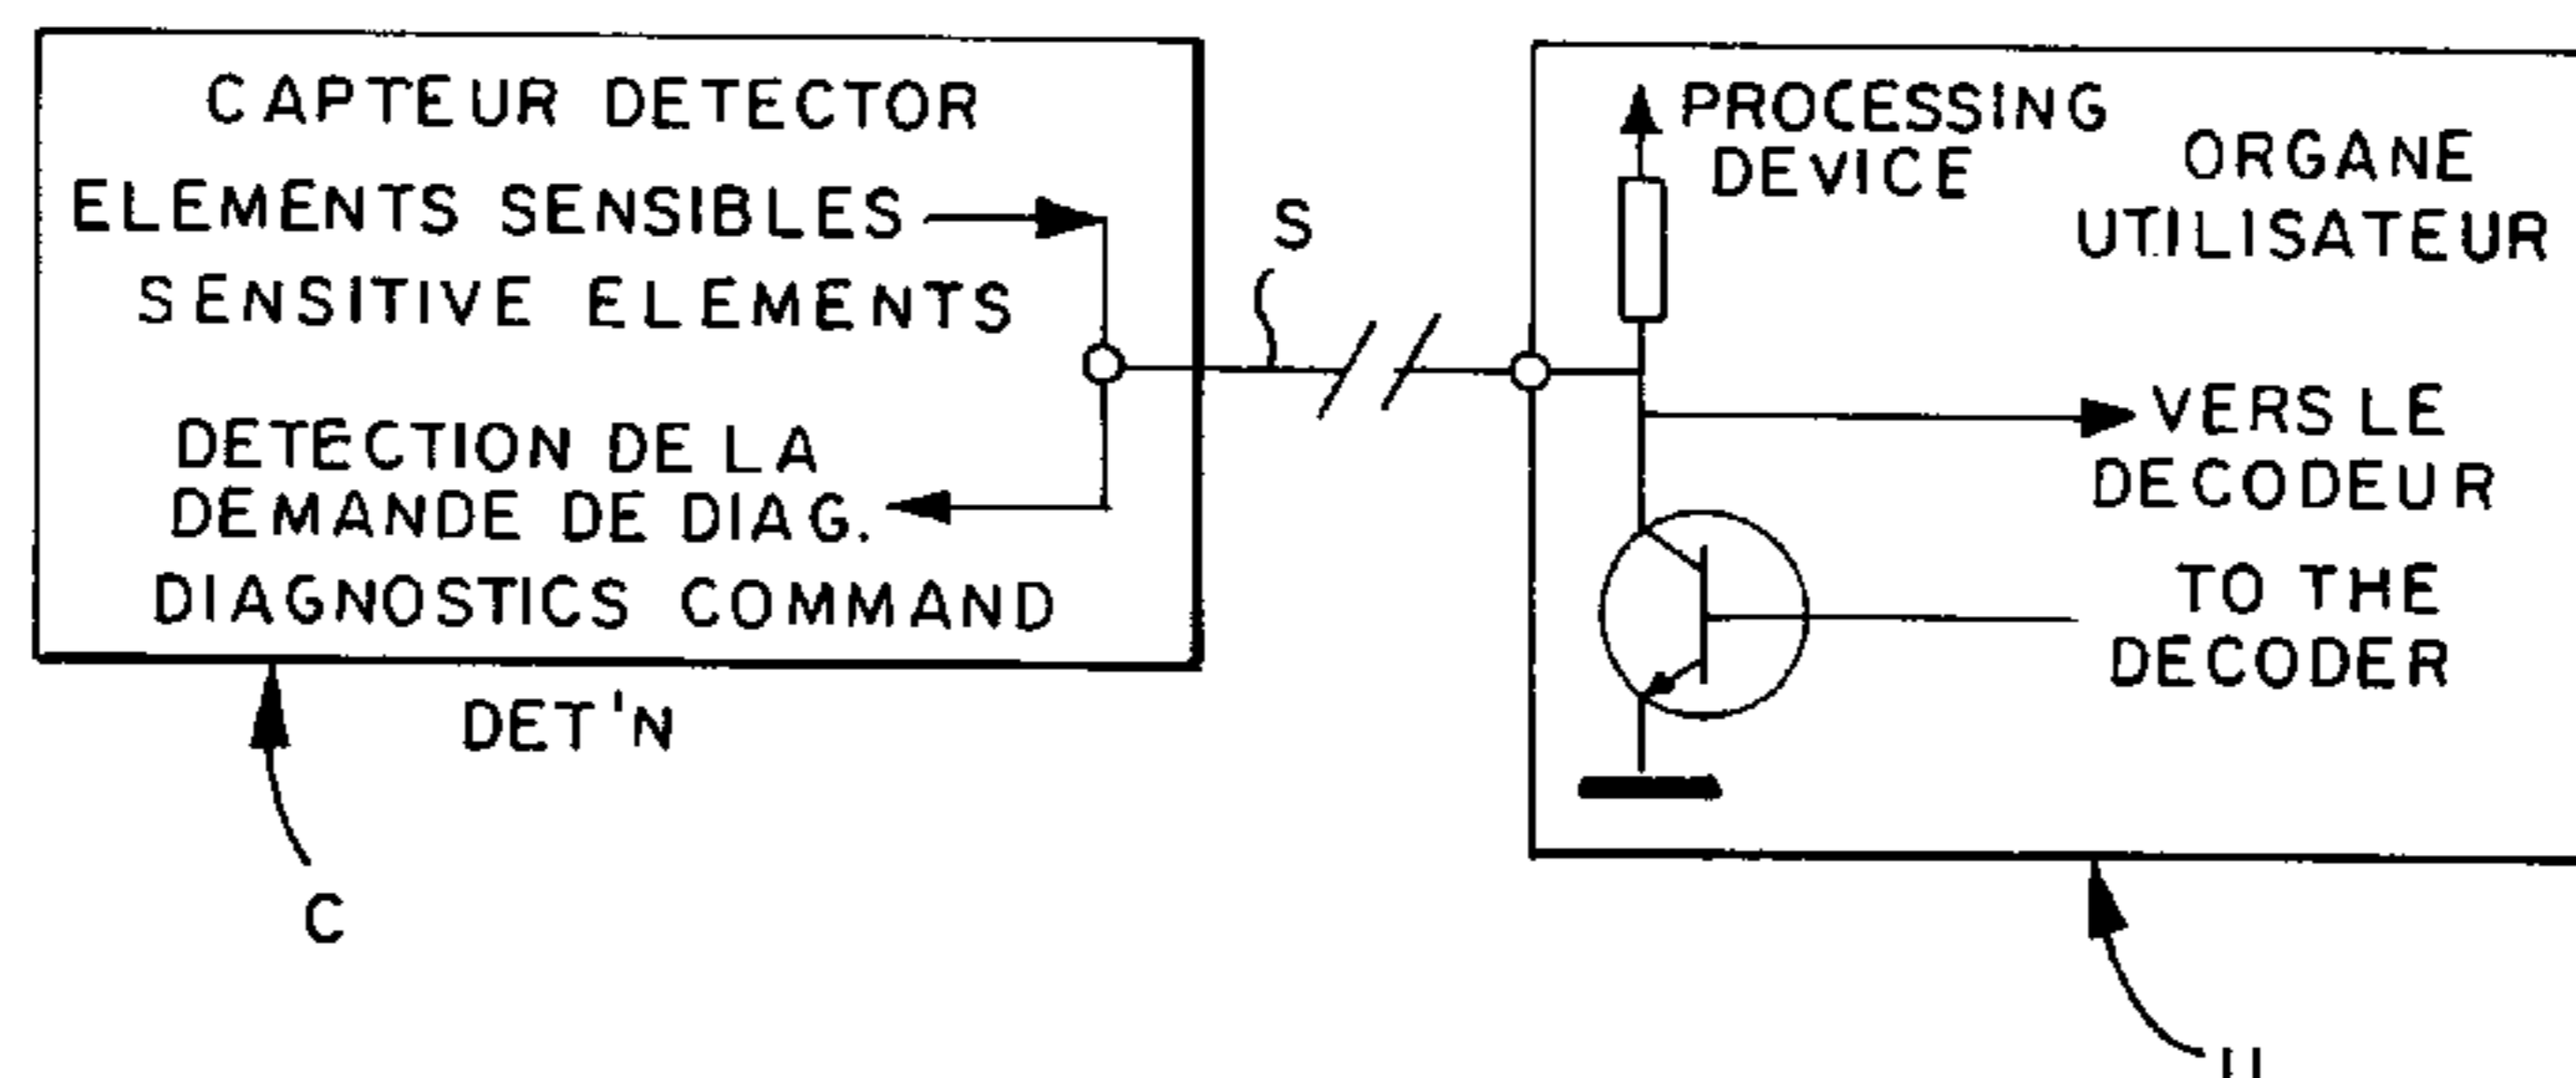 CAPTEUR DETECTOR
ELEMENTS SENSIBLES
SENSITIVE ELEMENTS
DETECTION DE LA
DEMANDE DE DIAG.
DIAGNOSTICS COMMAND
DET'N
C
S
PROCESSING
DEVICE
ORGANE
UTILISATEUR
VERS LE
DECODEUR
TO THE
DECODER